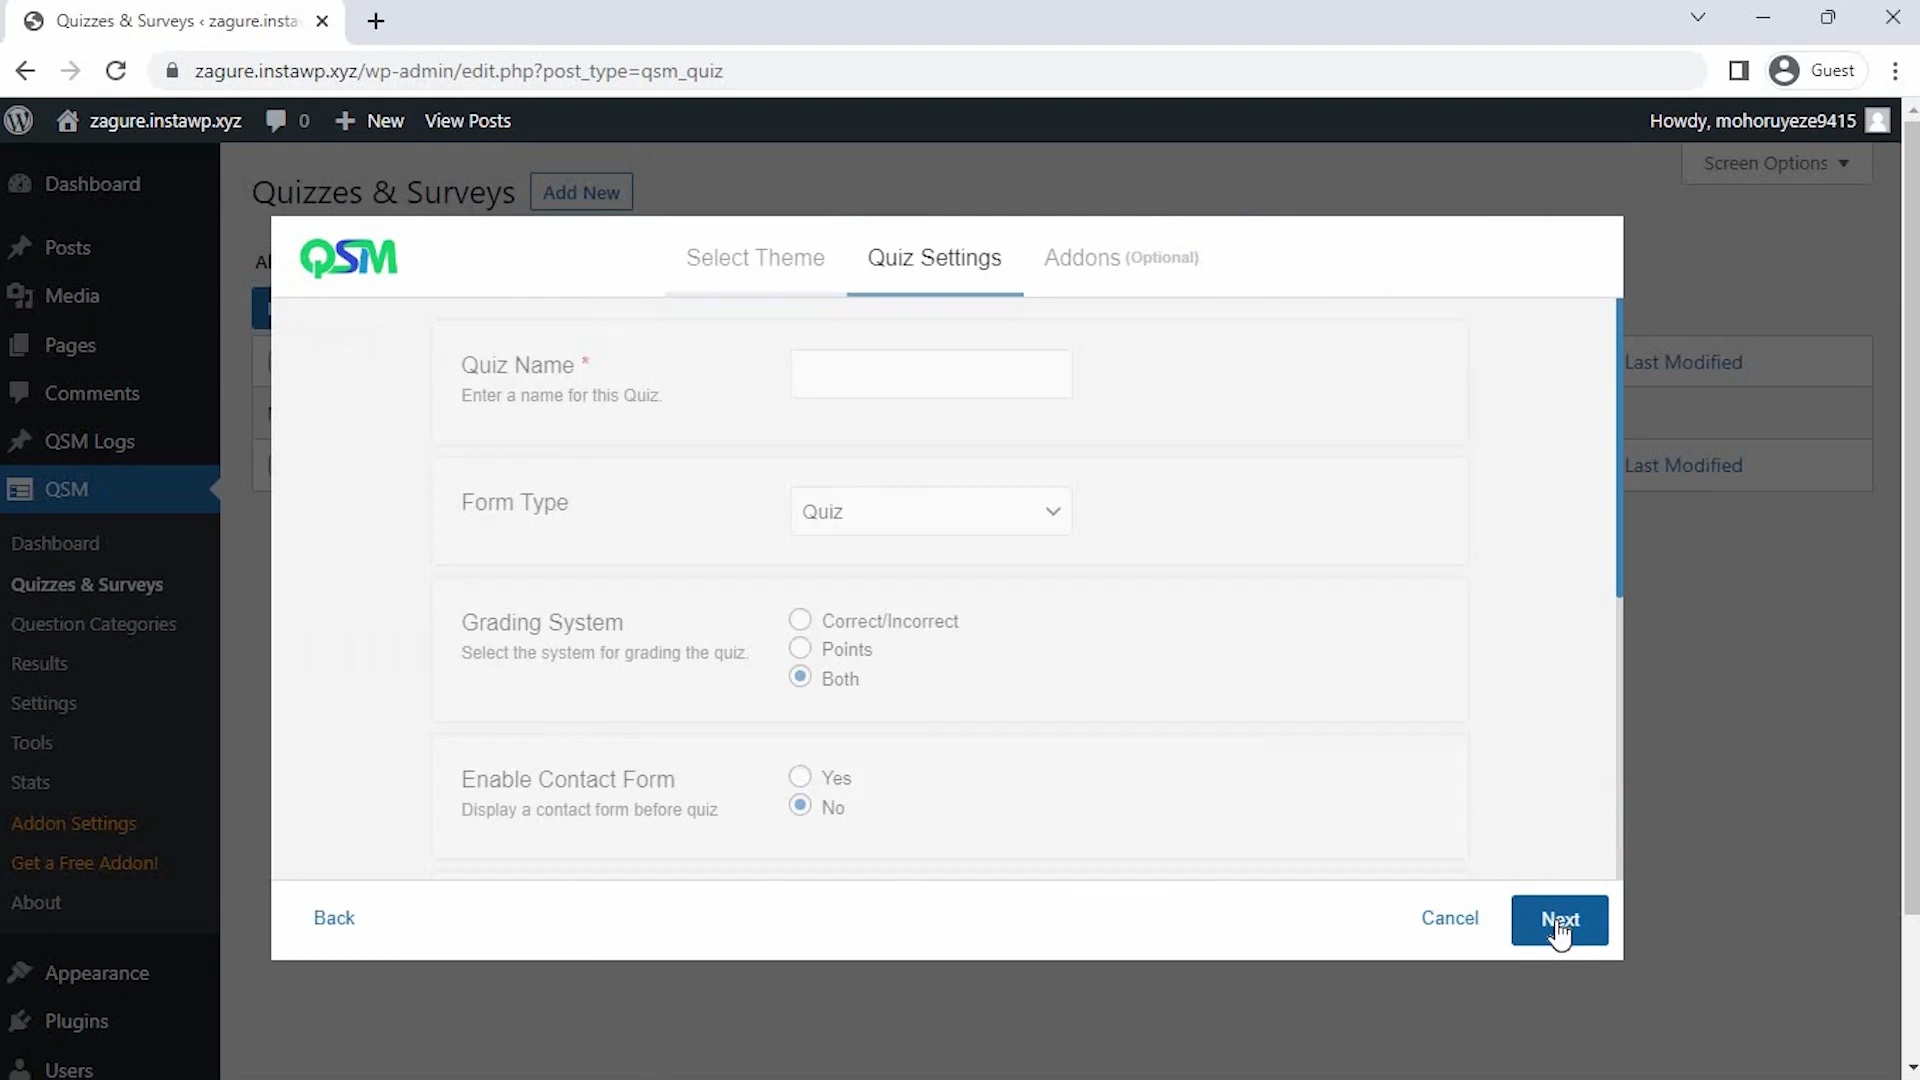 Quizzes & Surveys ‹ zagure.insta
zagure.instawp.xyz/wp-admin/edit.php?post_type=qsm_quiz
Guest
zagure.instawp.xyz
0
New
View Posts
Howdy, mohoruyeze9415
Screen Options
Dashboard
Posts
Media
Pages
Comments
QSM Logs
QSM
Dashboard
Quizzes & Surveys
Question Categories
Results
Settings
Tools
Stats
Addon Settings
Get a Free Addon!
About
Appearance
Plugins
Users
Quizzes & Surveys
Add New
Last Modified
Last Modified
QSM
Select Theme
Quiz Settings
Addons (Optional)
Quiz Name *
Enter a name for this Quiz.
Form Type
Quiz
Grading System
Select the system for grading the quiz.
Correct/Incorrect
Points
Both
Enable Contact Form
Display a contact form before quiz
Yes
No
Back
Cancel
Next